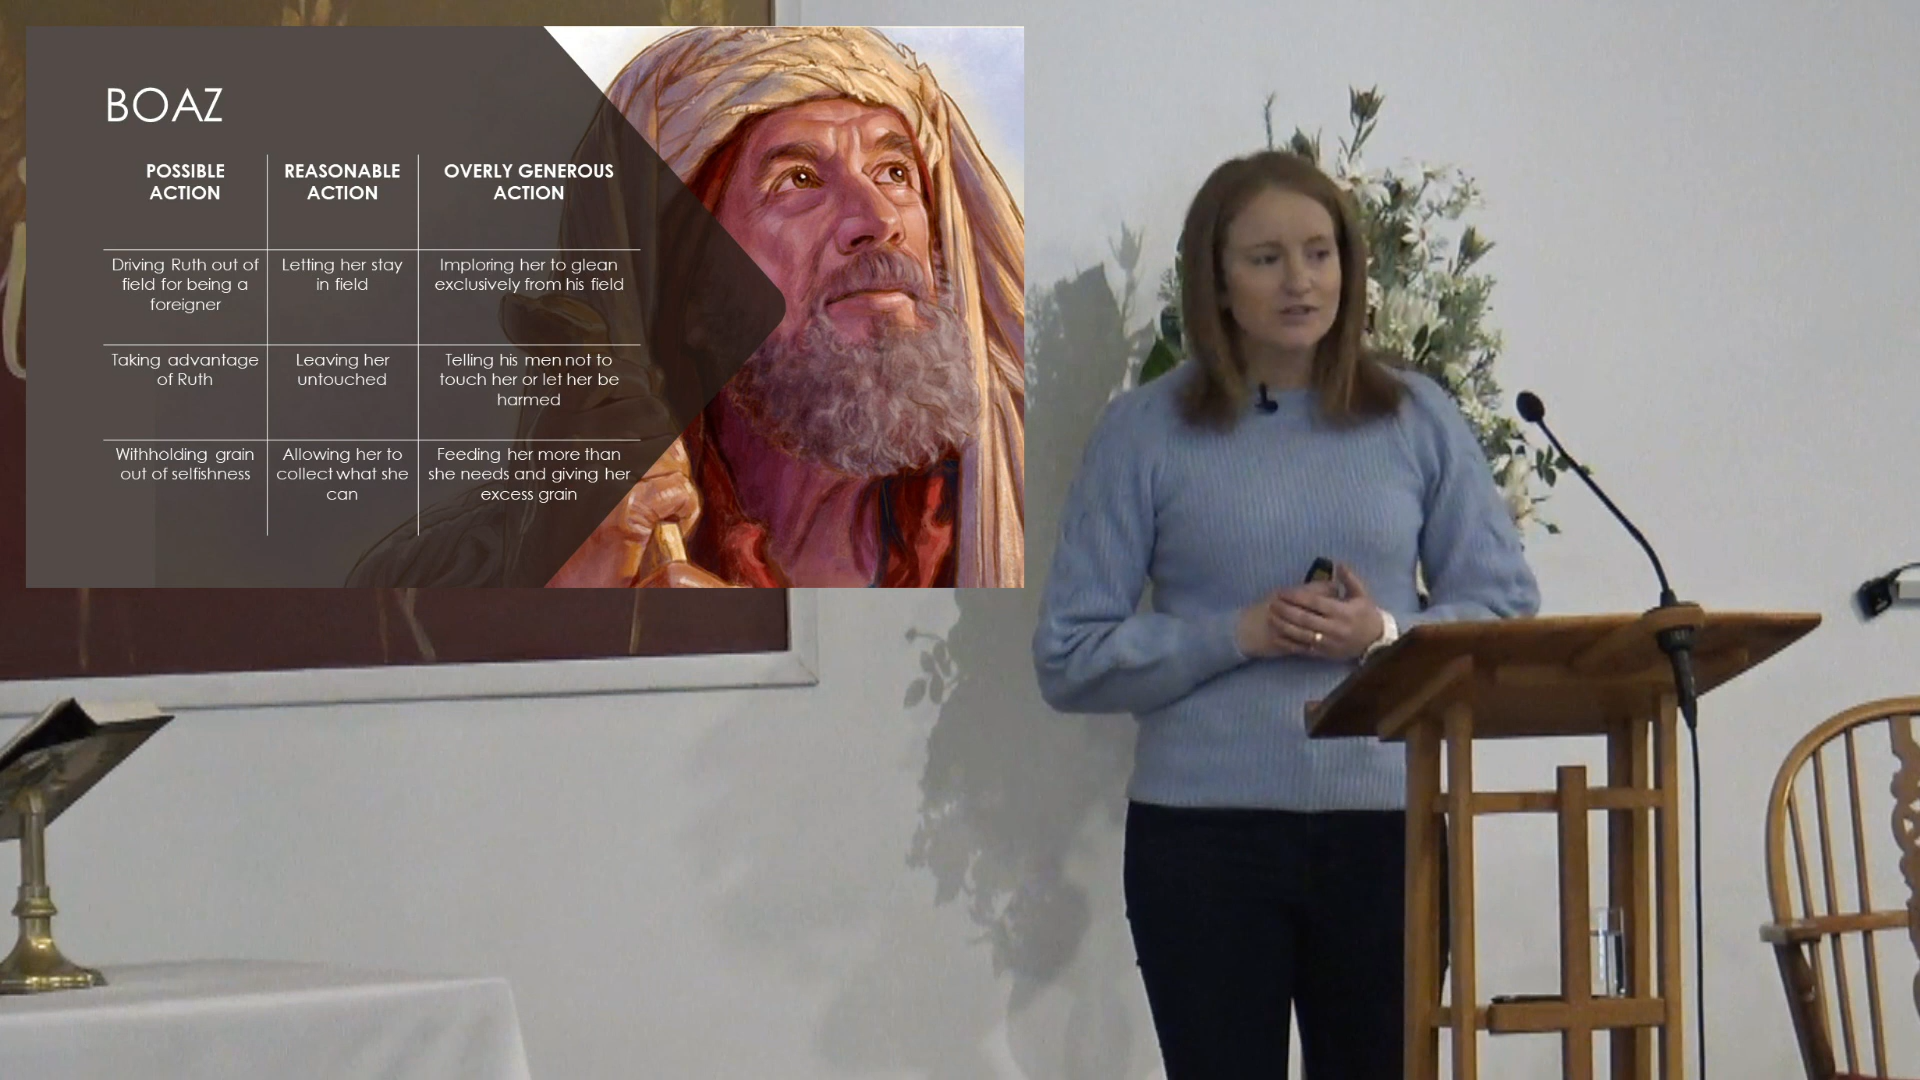 BOAZ
POSSIBLE
ACTION
REASONABLE
ACTION
OVERLY GENEROUS
ACTION
Driving Ruth out of
field for being a
foreigner
Letting her stay
in field
Imploring her to glean
exclusively from his field
Taking advantage
of Ruth
Leaving her
untouched
Telling his men not to
touch her or let her be
harmed
Withholding grain
out of selfishness
Allowing her to
collect what she
can
Feeding her more than
she needs and giving her
excess grain